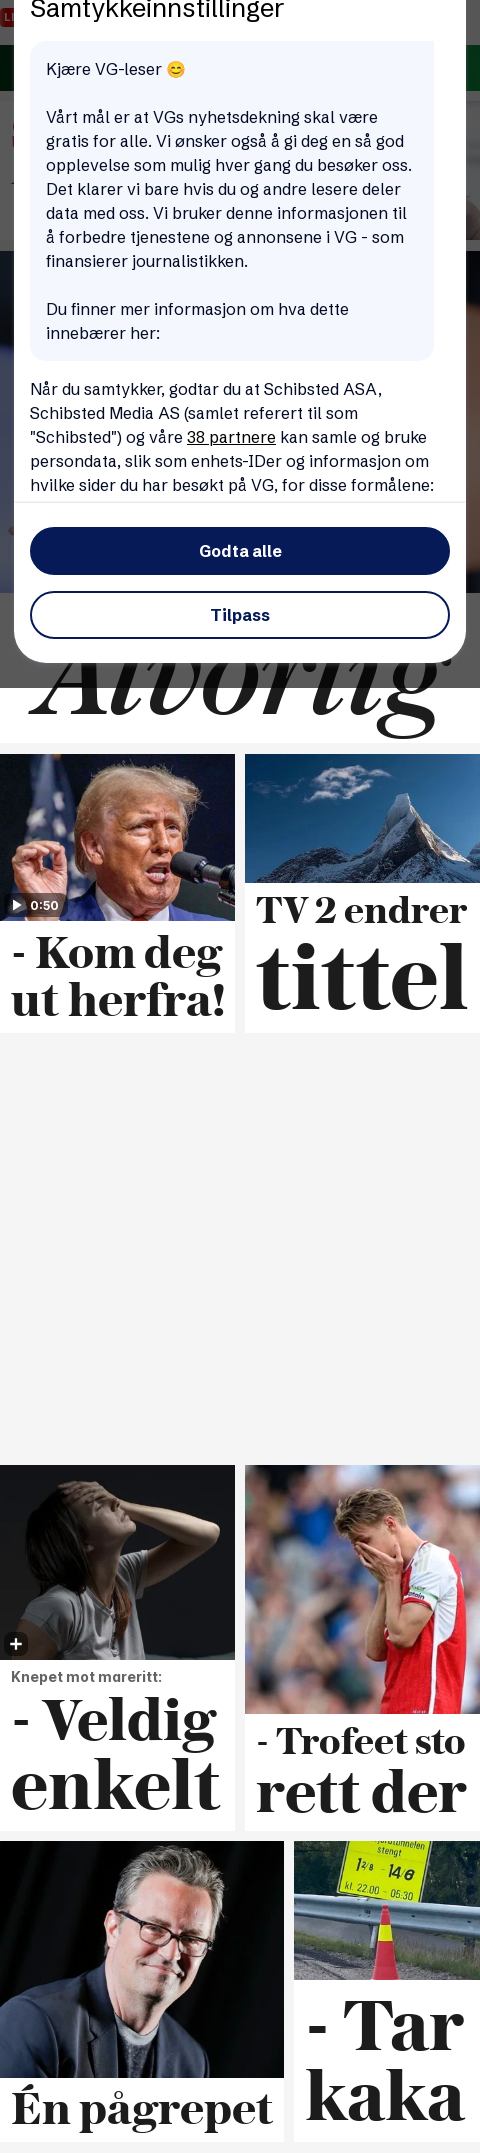 Samtykkeinnstillinger
Kjære VG-leser 😊
Vårt mål er at VGs nyhetsdekning skal være
gratis for alle. Vi ønsker også å gi deg en så god
opplevelse som mulig hver gang du besøker oss.
Det klarer vi bare hvis du og andre lesere deler
data med oss. Vi bruker denne informasjonen til
å forbedre tjenestene og annonsene i VG - som
finansierer journalistikken.
Du finner mer informasjon om hva dette
innebærer her:
Når du samtykker, godtar du at Schibsted ASA,
Schibsted Media AS (samlet referert til som
"Schibsted") og våre 38 partnere kan samle og bruke
persondata, slik som enhets-IDer og informasjon om
hvilke sider du har besøkt på VG, for disse formålene:
Godta alle
Tilpass
Alvorlig
0:50
- Kom deg
ut herfra!
TV 2 endrer
tittel
Knepet mot mareritt:
- Veldig
enkelt
- Trofeet sto
rett der
stengt
12/8 - 14/6
kl. 22.00 - 05.30
Én pågrepet
- Tar
kaka